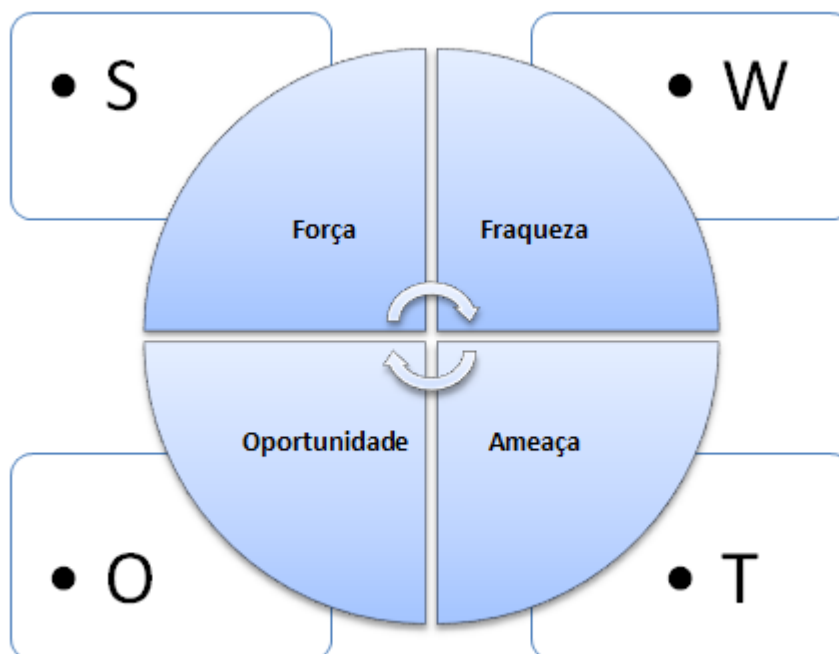 • S
• W
Força
Fraqueza
Oportunidade
Ameaça
• O
• T